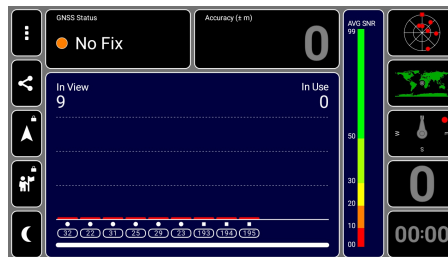 GNSS Status
No Fix
Accuracy (± m)
0
AVG SNR
99
50
30
20
10
00
In View
9
In Use
0
32 22 31 25 29 23 193 194 195
W
S
0
00:00